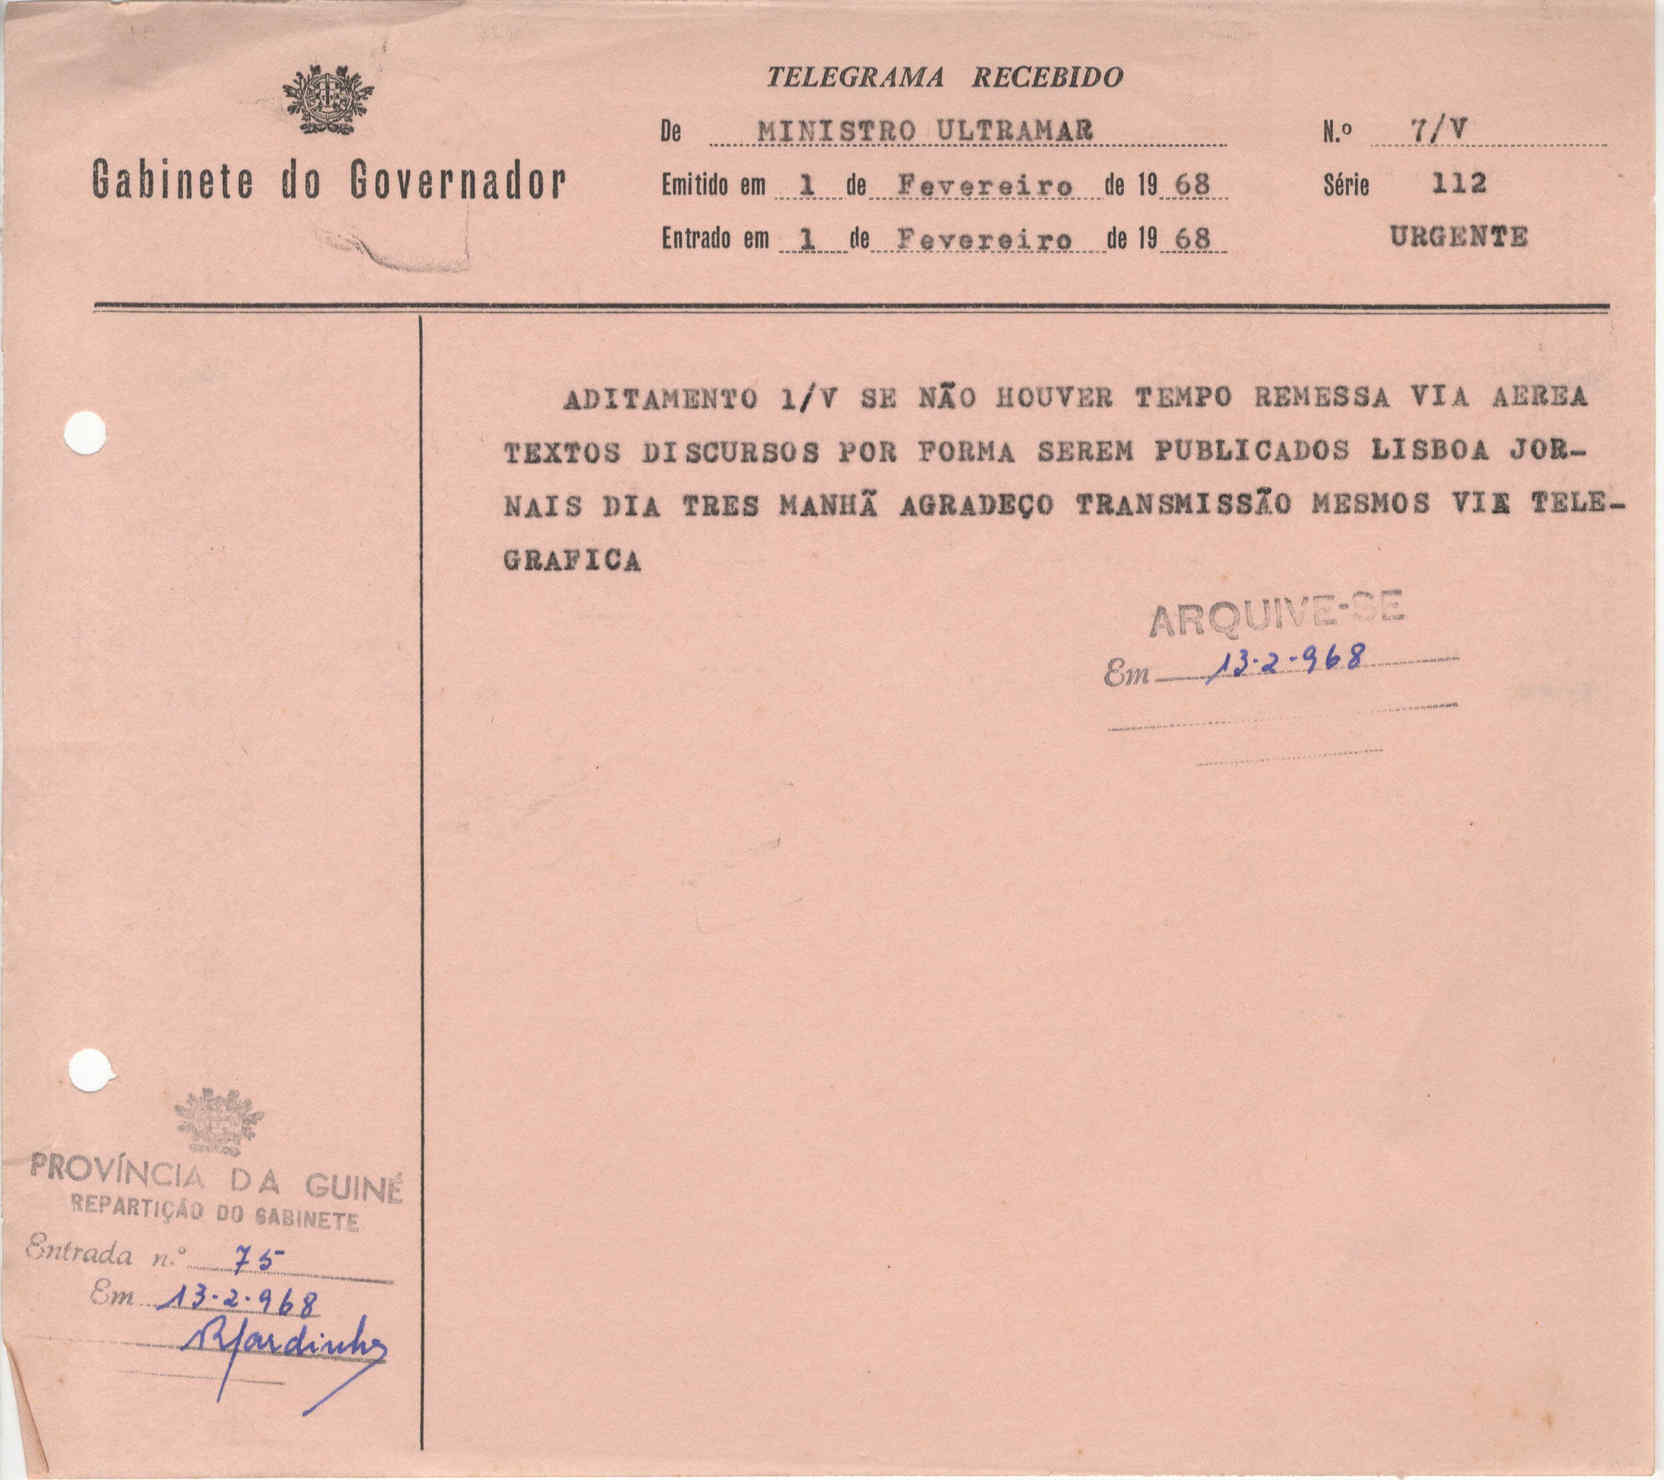 TELEGRAMA RECEBIDO
Gabinete do Governador
De MINISTRO ULTRAMAR N.º 7/V
Emitido em 1 de Fevereiro de 19 68 Série 112
Entrado em 1 de Fevereiro de 19 68 URGENTE
ADITAMENTO 1/V SE NÃO HOUVER TEMPO REMESSA VIA AEREA
TEXTOS DISCURSOS POR FORMA SEREM PUBLICADOS LISBOA JOR-
NAIS DIA TRES MANHÃ AGRADEÇO TRANSMISSÃO MESMOS VIA TELE-
GRAFICA
ARQUIVE-SE
Em 13-2-968
PROVÍNCIA DA GUINÉ
REPARTIÇÃO DO GABINETE
Entrada n.º 75
Em 13-2-968